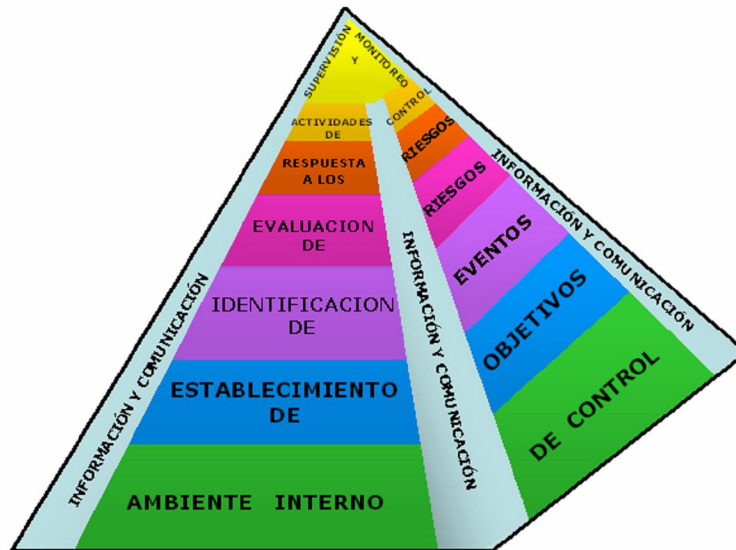 SUPERVISIÓN
Y
MONITOREO
ACTIVIDADES
DE
CONTROL
RESPUESTA
A LOS
RIESGOS
EVALUACION
DE
RIESGOS
IDENTIFICACION
DE
EVENTOS
ESTABLECIMIENTO
DE
OBJETIVOS
AMBIENTE INTERNO
DE CONTROL
INFORMACIÓN Y COMUNICACIÓN
INFORMACIÓN Y COMUNICACIÓN
INFORMACIÓN Y COMUNICACIÓN